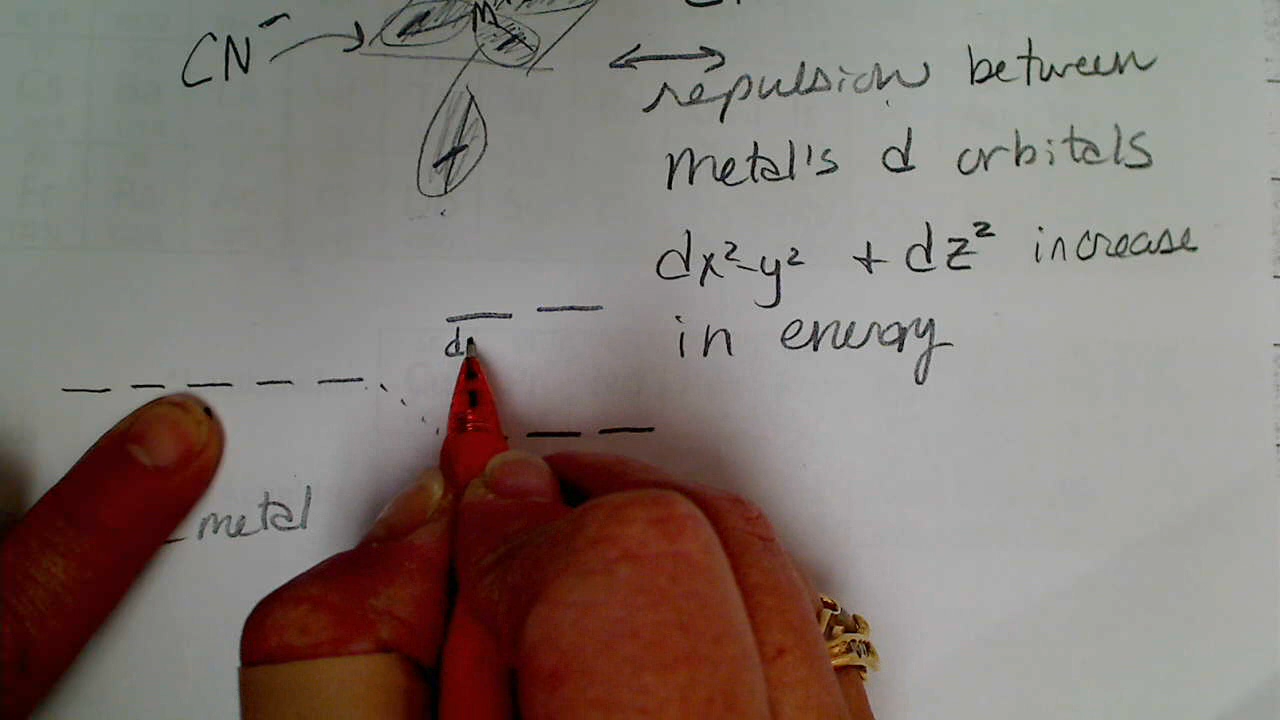 CN⁻
M
repulsion between
metal's d orbitals
dx²-y² + dz² increase
in energy
d
metal